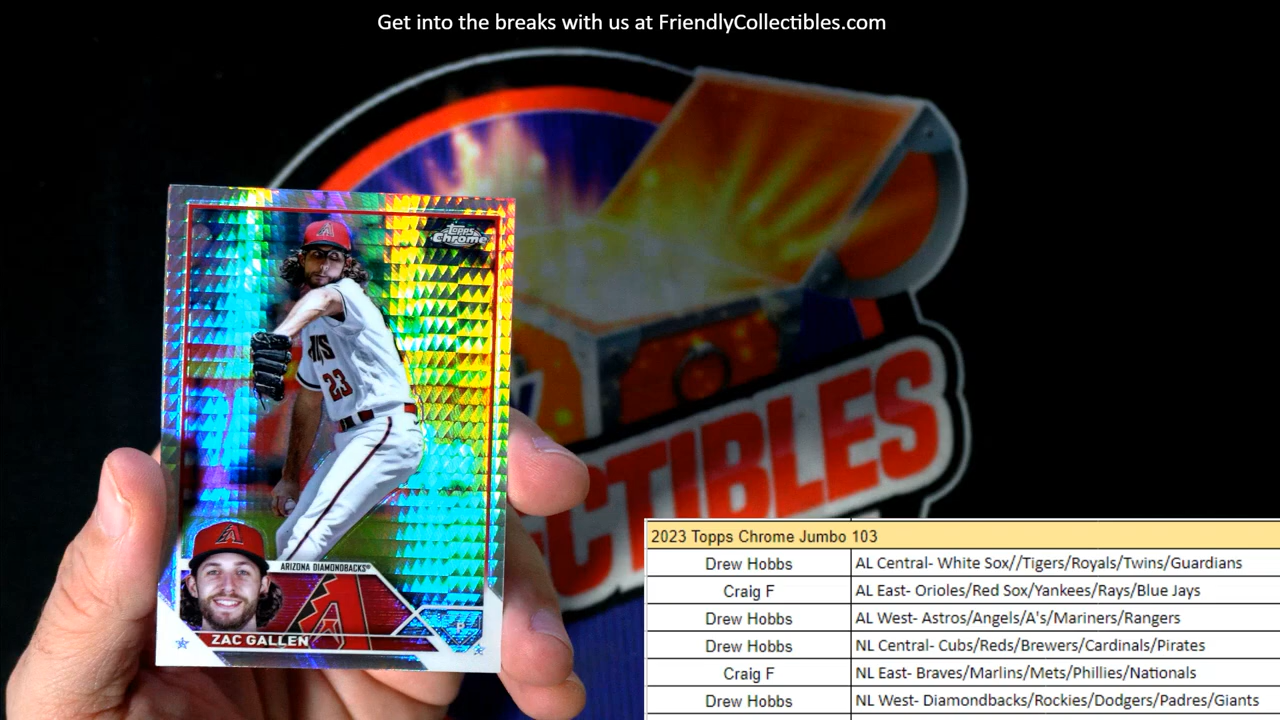 Get into the breaks with us at FriendlyCollectibles.com
Topps
Chrome
23
ARIZONA DIAMONDBACKS®
ZAC GALLEN
CTIBLES
2023 Topps Chrome Jumbo 103
Drew Hobbs AL Central- White Sox//Tigers/Royals/Twins/Guardians
Craig F AL East- Orioles/Red Sox/Yankees/Rays/Blue Jays
Drew Hobbs AL West- Astros/Angels/A's/Mariners/Rangers
Drew Hobbs NL Central- Cubs/Reds/Brewers/Cardinals/Pirates
Craig F NL East- Braves/Marlins/Mets/Phillies/Nationals
Drew Hobbs NL West- Diamondbacks/Rockies/Dodgers/Padres/Giants